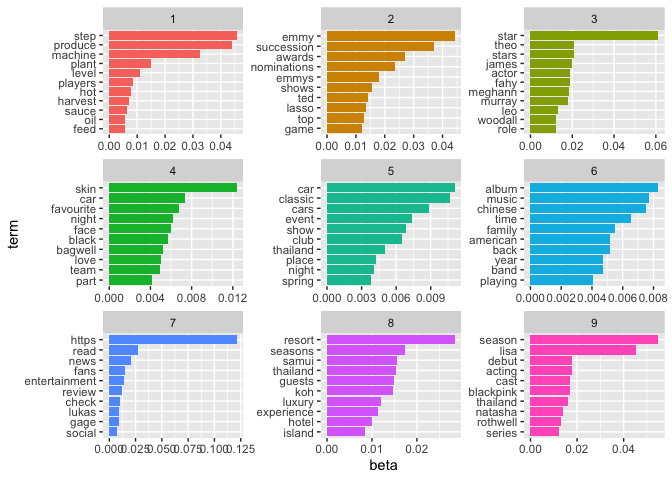 1
step
produce
machine
plant
level
players
hot
harvest
sauce
oil
feed
0.00 0.01 0.02 0.03 0.04
2
emmy
succession
awards
nominations
emmys
shows
ted
lasso
top
game
0.00 0.01 0.02 0.03 0.04
3
star
theo
stars
james
actor
fahy
meghann
murray
leo
woodall
role
0.00 0.02 0.04 0.06
4
skin
car
favourite
night
face
black
bagwell
love
team
part
0.000 0.004 0.008 0.012
5
car
classic
cars
event
show
club
thailand
place
night
spring
0.000 0.003 0.006 0.009
6
album
music
chinese
time
family
american
back
year
band
playing
0.000 0.002 0.004 0.006 0.008
7
https
read
news
fans
entertainment
review
check
lukas
gage
social
0.000 0.025 0.050 0.075 0.100 0.125
8
resort
seasons
samui
thailand
guests
koh
luxury
experience
hotel
island
0.00 0.01 0.02
9
season
lisa
debut
acting
cast
blackpink
thailand
natasha
rothwell
series
0.00 0.02 0.04
term
beta